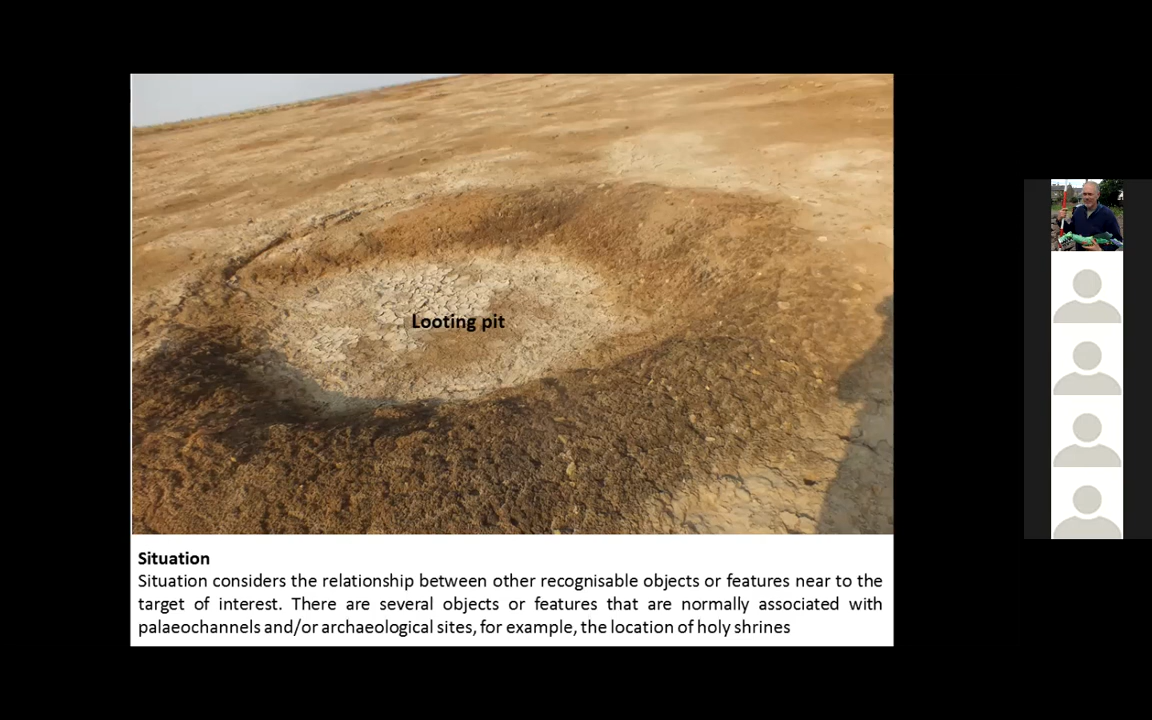 Looting pit
Situation
Situation considers the relationship between other recognisable objects or features near to the
target of interest. There are several objects or features that are normally associated with
palaeochannels and/or archaeological sites, for example, the location of holy shrines